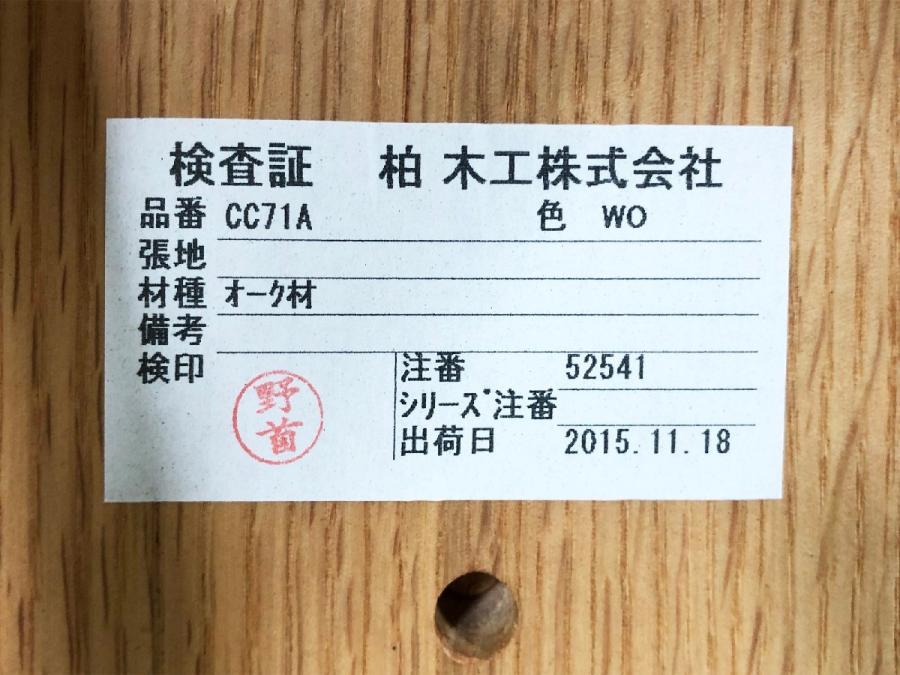 検査証 柏木工株式会社
品番 CC71A 色 WO
張地
材種 オーク材
備考
検印
野首
注番 52541
シリーズ注番
出荷日 2015.11.18